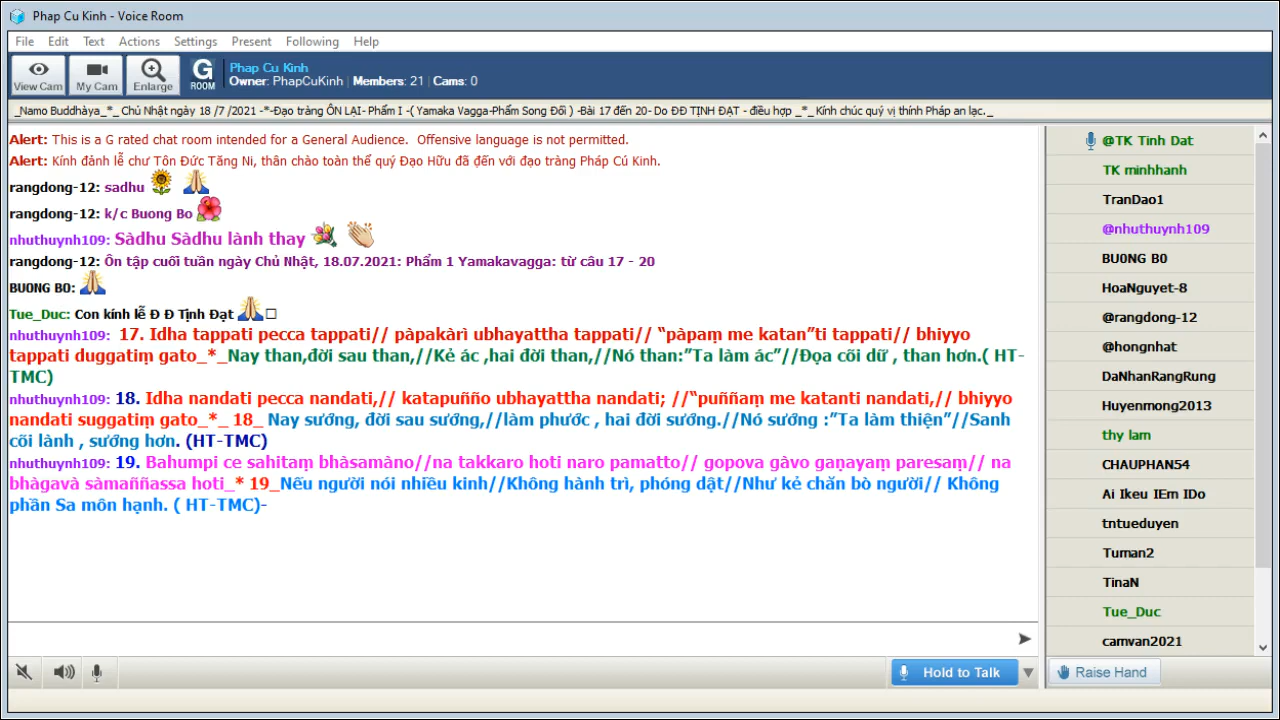 Phap Cu Kinh - Voice Room
File Edit Text Actions Settings Present Following Help
View Cam My Cam Enlarge G ROOM
Phap Cu Kinh
Owner: PhapCuKinh Members: 21 Cams: 0
_Namo Buddhàya_*_ Chủ Nhật ngày 18 /7 /2021 -*-Đạo tràng ÔN LẠI- Phẩm I -( Yamaka Vagga-Phẩm Song Đối ) -Bài 17 đến 20- Do ĐĐ TỊNH ĐẠT - điều hợp _*_ Kính chúc quý vị thính Pháp an lạc._
Alert: This is a G rated chat room intended for a General Audience. Offensive language is not permitted.
Alert: Kính đảnh lễ chư Tôn Đức Tăng Ni, thân chào toàn thể quý Đạo Hữu đã đến với đạo tràng Pháp Cú Kinh.
rangdong-12: sadhu
rangdong-12: k/c Buong Bo
nhuthuynh109: Sàdhu Sàdhu lành thay
rangdong-12: Ôn tập cuối tuần ngày Chủ Nhật, 18.07.2021: Phẩm 1 Yamakavagga: từ câu 17 - 20
BU0NG B0:
Tue_Duc: Con kính lễ Đ Đ Tịnh Đạt
nhuthuynh109: 17. Idha tappati pecca tappati// pàpakàrì ubhayattha tappati// “pàpaṃ me katan”ti tappati// bhiyyo
tappati duggatiṃ gato_*_Nay than,đời sau than,//Kẻ ác ,hai đời than,//Nó than:”Ta làm ác”//Đọa cõi dữ , than hơn.( HT-
TMC)
nhuthuynh109: 18. Idha nandati pecca nandati,// katapuñño ubhayattha nandati; //“puññaṃ me katanti nandati,// bhiyyo
nandati suggatiṃ gato_*_ 18_ Nay sướng, đời sau sướng,//làm phước , hai đời sướng.//Nó sướng :”Ta làm thiện”//Sanh
cõi lành , sướng hơn. (HT-TMC)
nhuthuynh109: 19. Bahumpi ce sahitaṃ bhàsamàno//na takkaro hoti naro pamatto// gopova gàvo gaṇayaṃ paresaṃ// na
bhàgavà sàmaññassa hoti_* 19_Nếu người nói nhiều kinh//Không hành trì, phóng dật//Như kẻ chăn bò người// Không
phần Sa môn hạnh. ( HT-TMC)-
@TK Tinh Dat
TK minhhanh
TranDao1
@nhuthuynh109
BU0NG B0
HoaNguyet-8
@rangdong-12
@hongnhat
DaNhanRangRung
Huyenmong2013
thy lam
CHAUPHAN54
Ai lkeu IEm IDo
tntueduyen
Tuman2
TinaN
Tue_Duc
camvan2021
Hold to Talk
Raise Hand